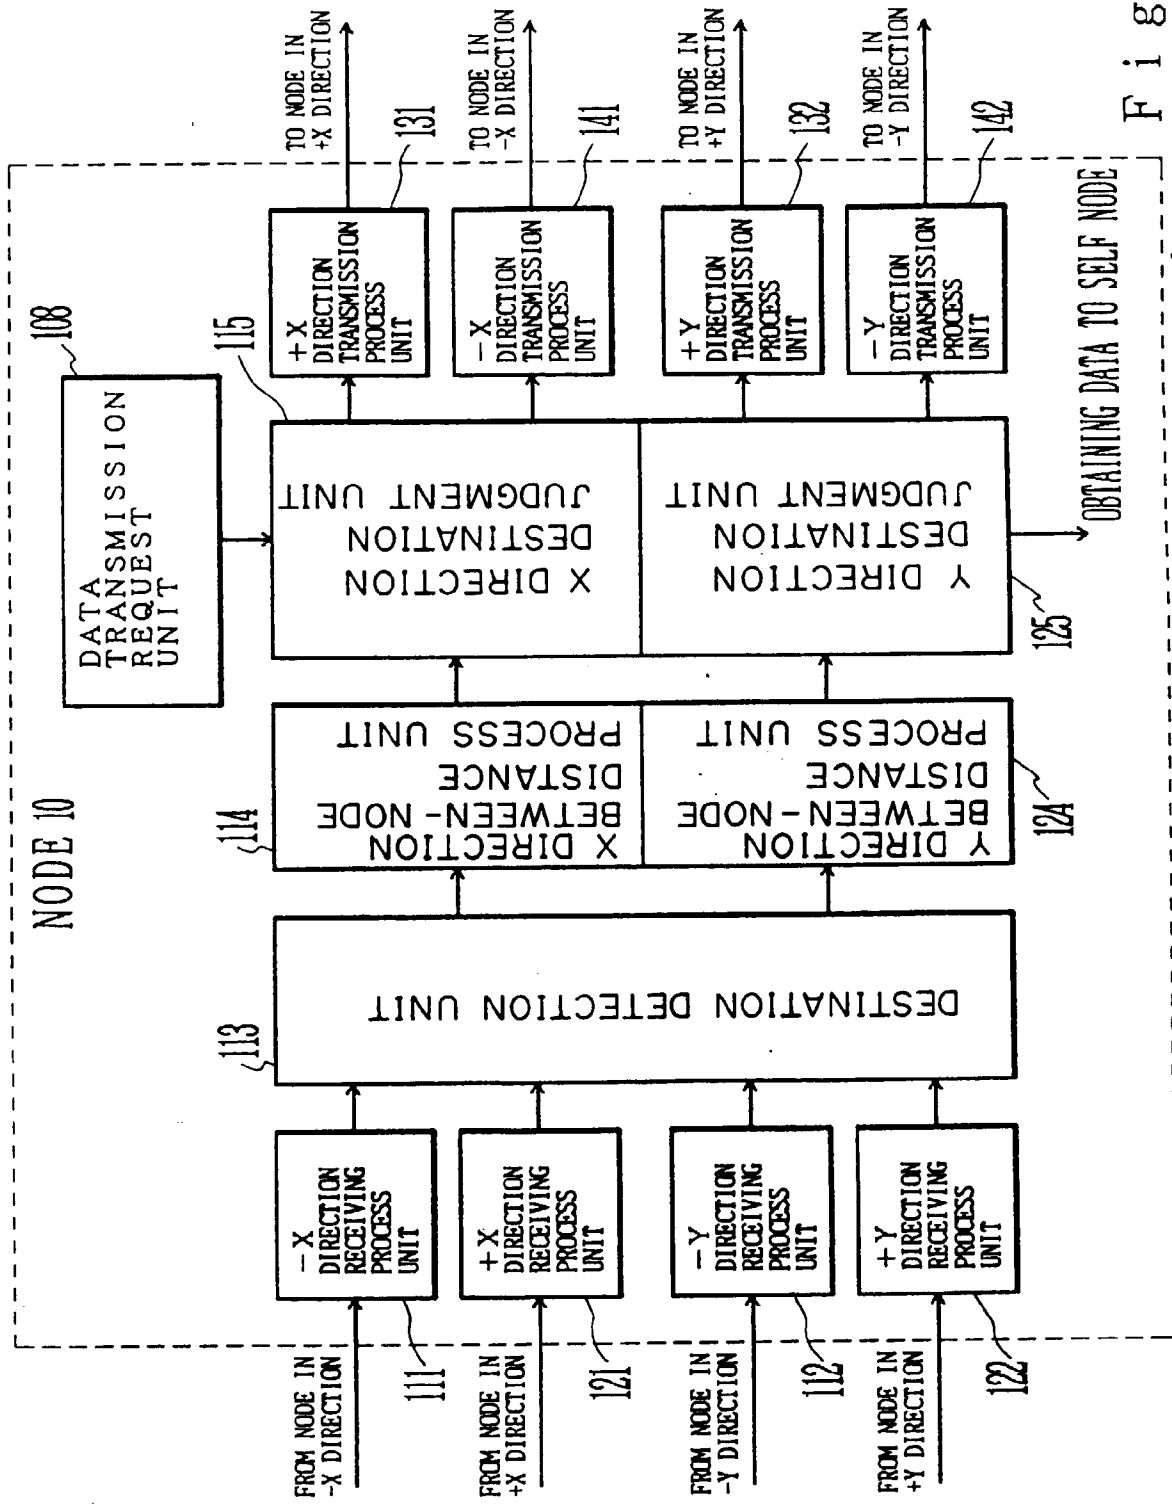 NODE 10
108
DATA
TRANSMISSION
REQUEST
UNIT
FROM NODE IN
-X DIRECTION
111
-X
DIRECTION
RECEIVING
PROCESS
UNIT
FROM NODE IN
+X DIRECTION
121
+X
DIRECTION
RECEIVING
PROCESS
UNIT
FROM NODE IN
-Y DIRECTION
112
-Y
DIRECTION
RECEIVING
PROCESS
UNIT
FROM NODE IN
+Y DIRECTION
122
+Y
DIRECTION
RECEIVING
PROCESS
UNIT
113
DESTINATION DETECTION UNIT
114
X DIRECTION
BETWEEN-NODE
DISTANCE
PROCESS UNIT
Y DIRECTION
BETWEEN-NODE
DISTANCE
PROCESS UNIT
124
115
X DIRECTION
DESTINATION
JUDGMENT UNIT
Y DIRECTION
DESTINATION
JUDGMENT UNIT
125
OBTAINING DATA TO SELF NODE
+X
DIRECTION
TRANSMISSION
PROCESS
UNIT
131
TO NODE IN
+X DIRECTION
-X
DIRECTION
TRANSMISSION
PROCESS
UNIT
141
TO NODE IN
-X DIRECTION
+Y
DIRECTION
TRANSMISSION
PROCESS
UNIT
132
TO NODE IN
+Y DIRECTION
-Y
DIRECTION
TRANSMISSION
PROCESS
UNIT
142
TO NODE IN
-Y DIRECTION
Fig